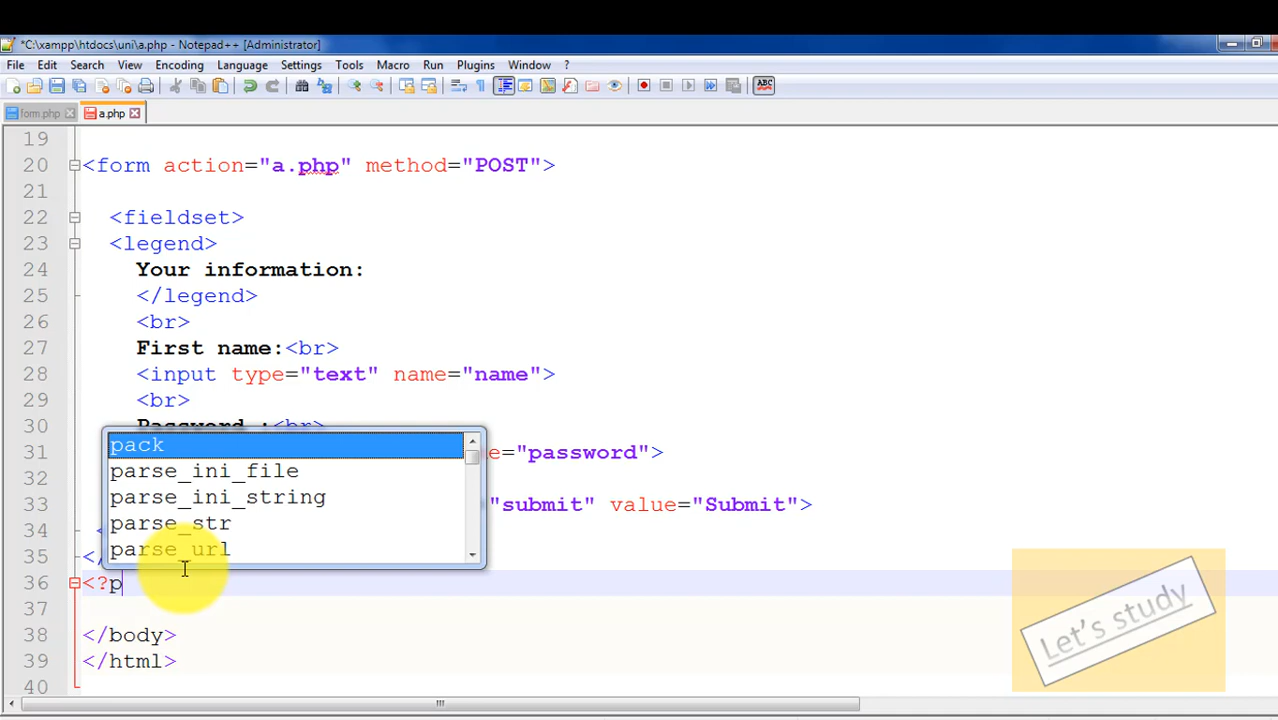 *C:\xampp\htdocs\uni\a.php - Notepad++ [Administrator]
File Edit Search View Encoding Language Settings Tools Macro Run Plugins Window ?
ABC
form.php a.php
19
20 <form action="a.php" method="POST">
21
22 <fieldset>
23 <legend>
24 Your information:
25 </legend>
26 <br>
27 First name:<br>
28 <input type="text" name="name">
29 <br>
30 Password :<br>
pack
31 e="password">
parse_ini_file
32
parse_ini_string
33 "submit" value="Submit">
parse_str
34 <
parse_url
35 </
36 <?p
37
38 </body>
39 </html>
40
Let's study